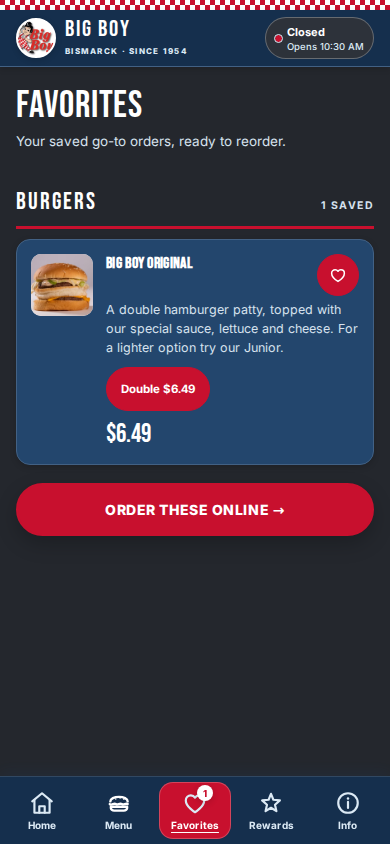 Big Boy
BIG BOY
BISMARCK · SINCE 1954
Closed
Opens 10:30 AM
FAVORITES
Your saved go-to orders, ready to reorder.
BURGERS
1 SAVED
BIG BOY ORIGINAL
A double hamburger patty, topped with
our special sauce, lettuce and cheese. For
a lighter option try our Junior.
Double $6.49
$6.49
ORDER THESE ONLINE →
1
Home
Menu
Favorites
Rewards
Info